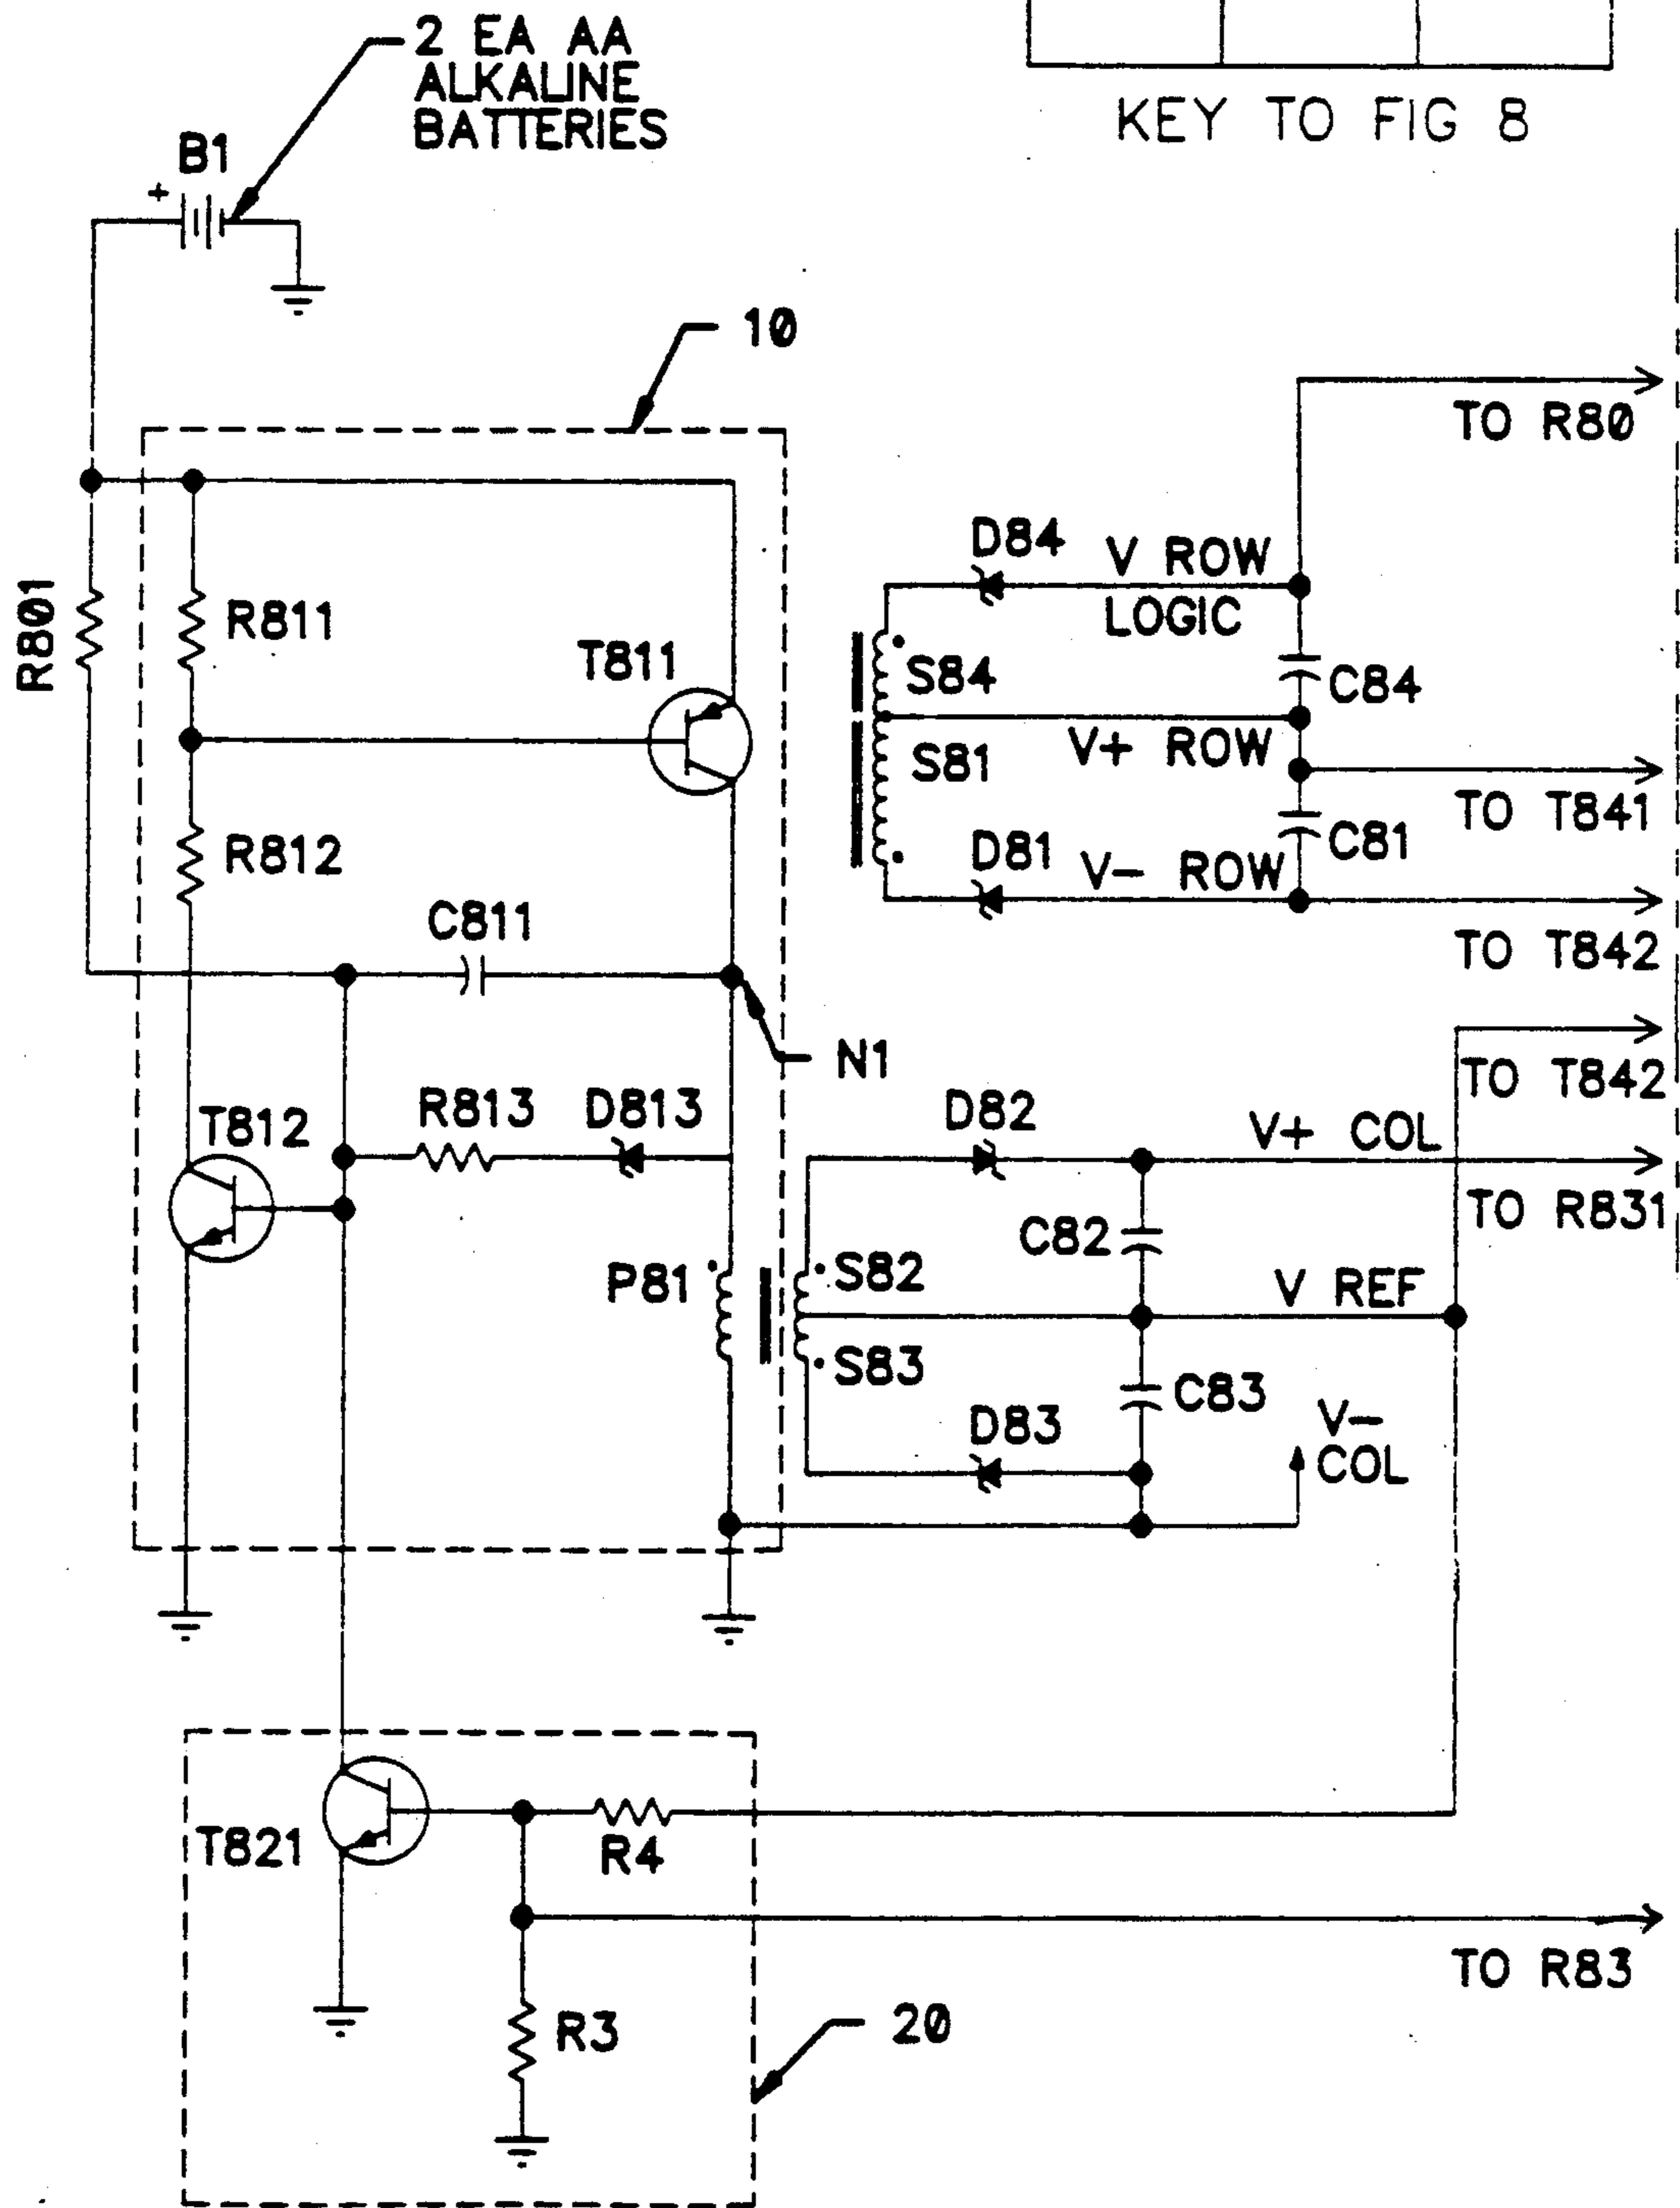 2 EA AA
ALKALINE
BATTERIES
KEY TO FIG 8
B1
+
10
TO R80
D84
V ROW
LOGIC
R801
R811
T811
S84
C84
V+ ROW
S81
TO T841
R812
D81
C81
V- ROW
C811
TO T842
N1
TO T842
R813
D813
D82
V+ COL
T812
TO R831
C82
P81
S82
V REF
S83
C83
V-
COL
D83
T821
R4
TO R83
R3
20